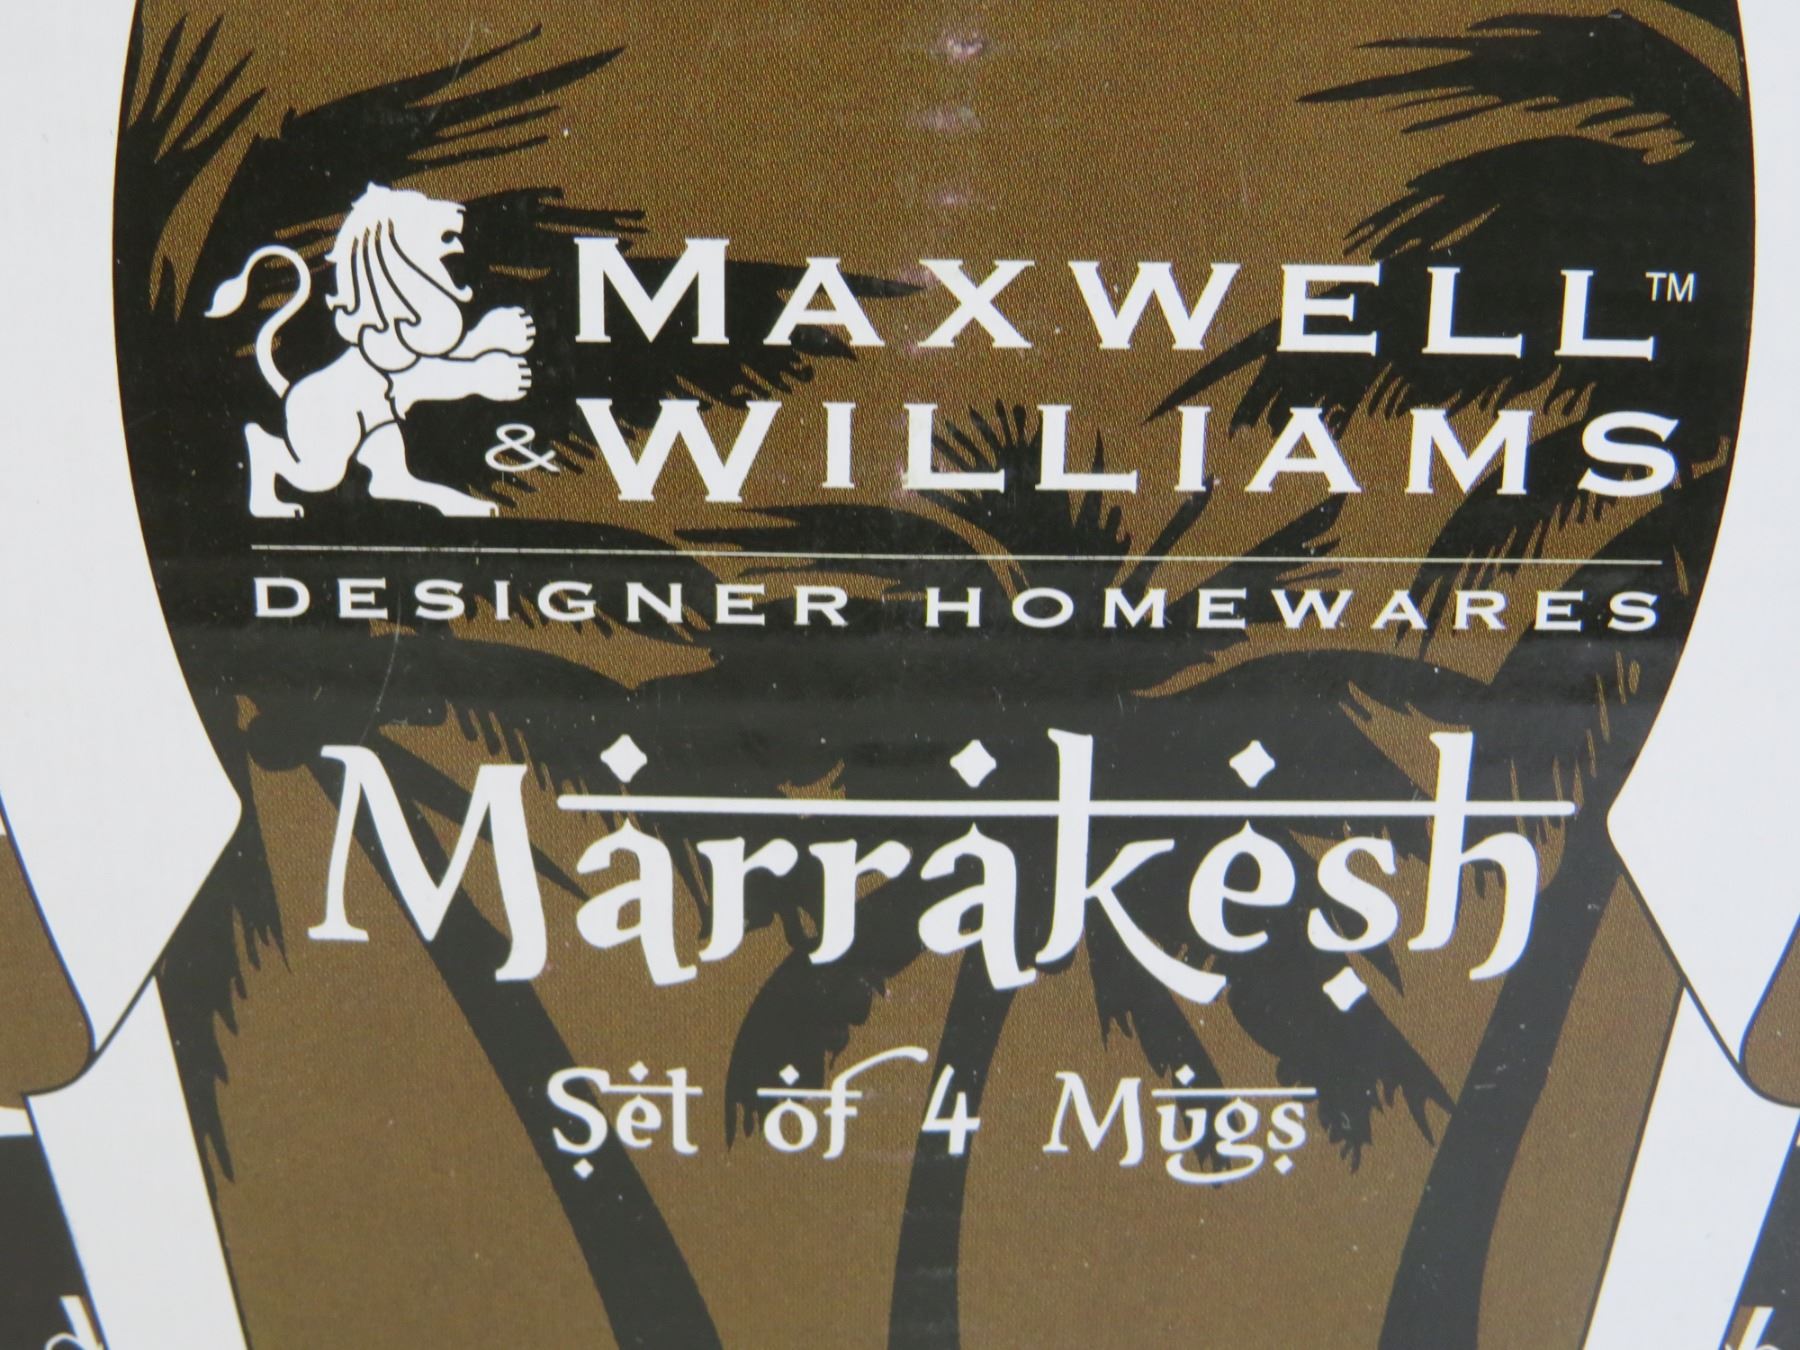 MAXWELL™
& WILLIAMS
DESIGNER HOMEWARES
Marrakesh
Set of 4 Mugs